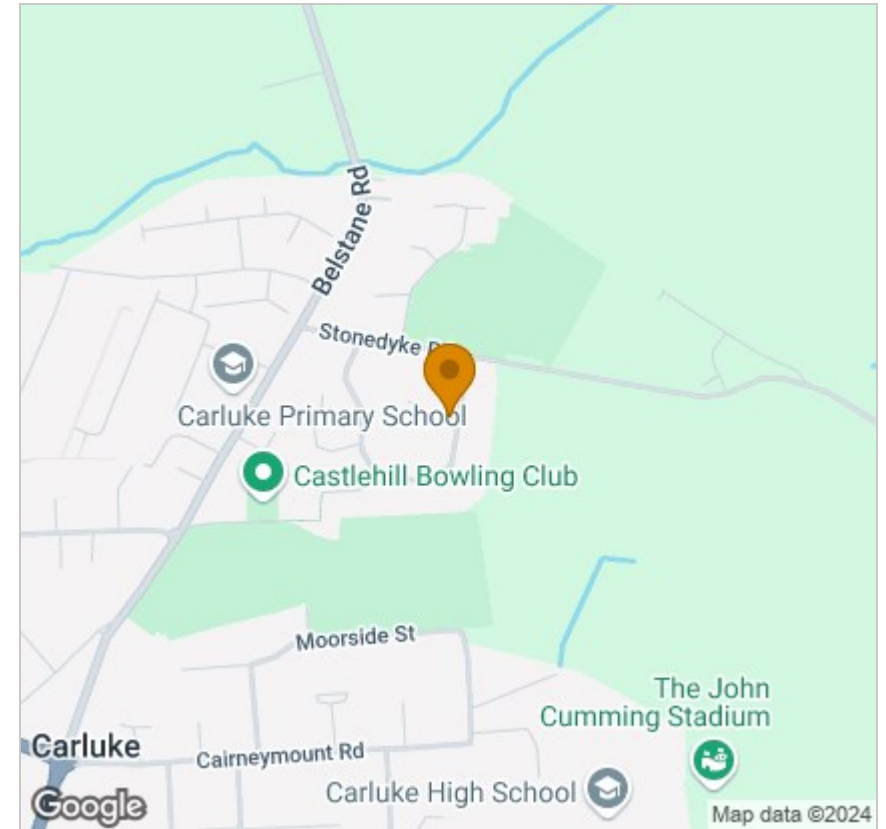 Belstane Rd
Stonedyke
Carluke Primary School
Castlehill Bowling Club
Moorside St
The John
Cumming Stadium
Carluke
Cairneymount Rd
Carluke High School
Google
Map data ©2024